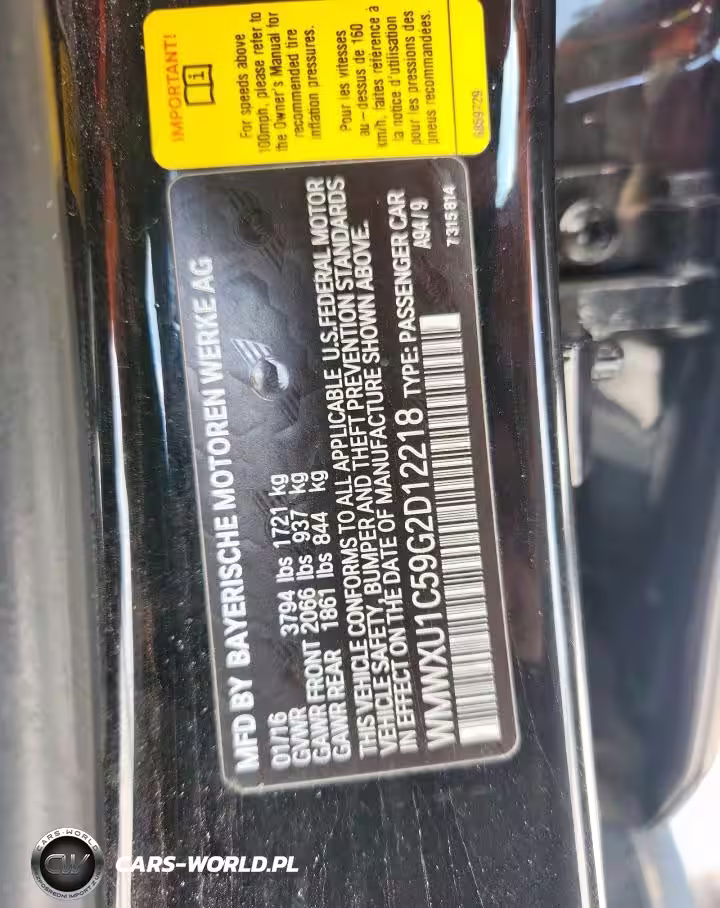 IMPORTANT!
i
For speeds above
100mph, please refer to
the Owner's Manual for
recommended tire
inflation pressures.
Pour les vitesses
au-dessus de 160
km/h, faites référence à
la notice d'utilisation
pour les pressions des
pneus recommandées.
6859729
MFD BY BAYERISCHE MOTOREN WERKE AG
01/16
GVWR 3794 lbs 1721 kg
GAWR FRONT 2066 lbs 937 kg
GAWR REAR 1861 lbs 844 kg
THIS VEHICLE CONFORMS TO ALL APPLICABLE U.S.FEDERAL MOTOR
VEHICLE SAFETY, BUMPER AND THEFT PREVENTION STANDARDS
IN EFFECT ON THE DATE OF MANUFACTURE SHOWN ABOVE.
WMWXU1C59G2D12218 TYPE: PASSENGER CAR
A94 / 9
7315814
CARS-WORLD
CW
CARS-WORLD.PL